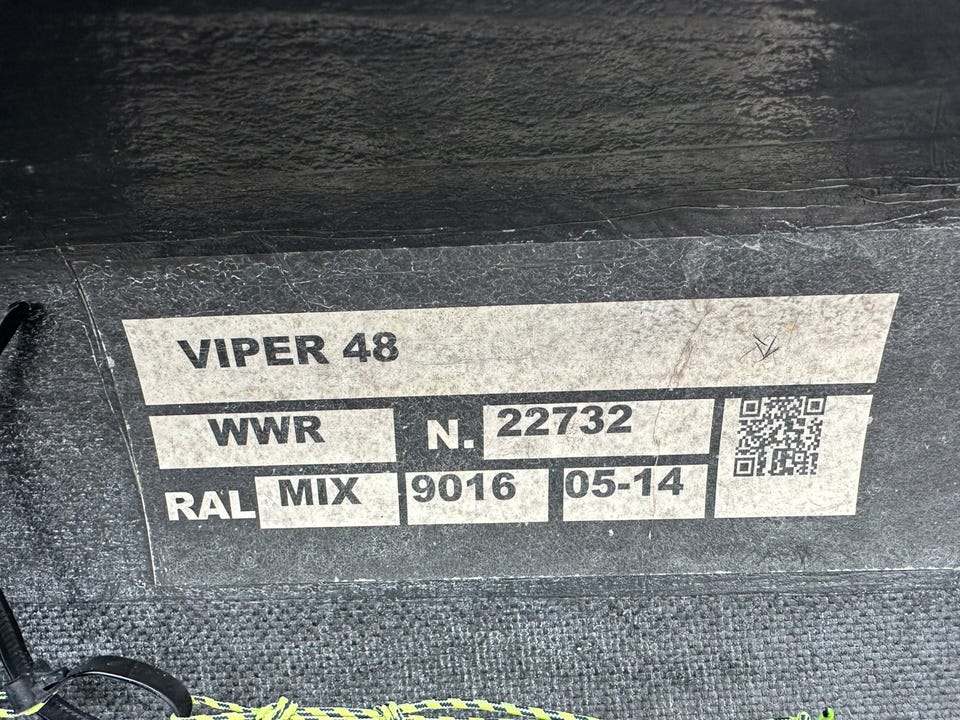 VIPER 48
WWR N. 22732
RAL MIX 9016 05-14